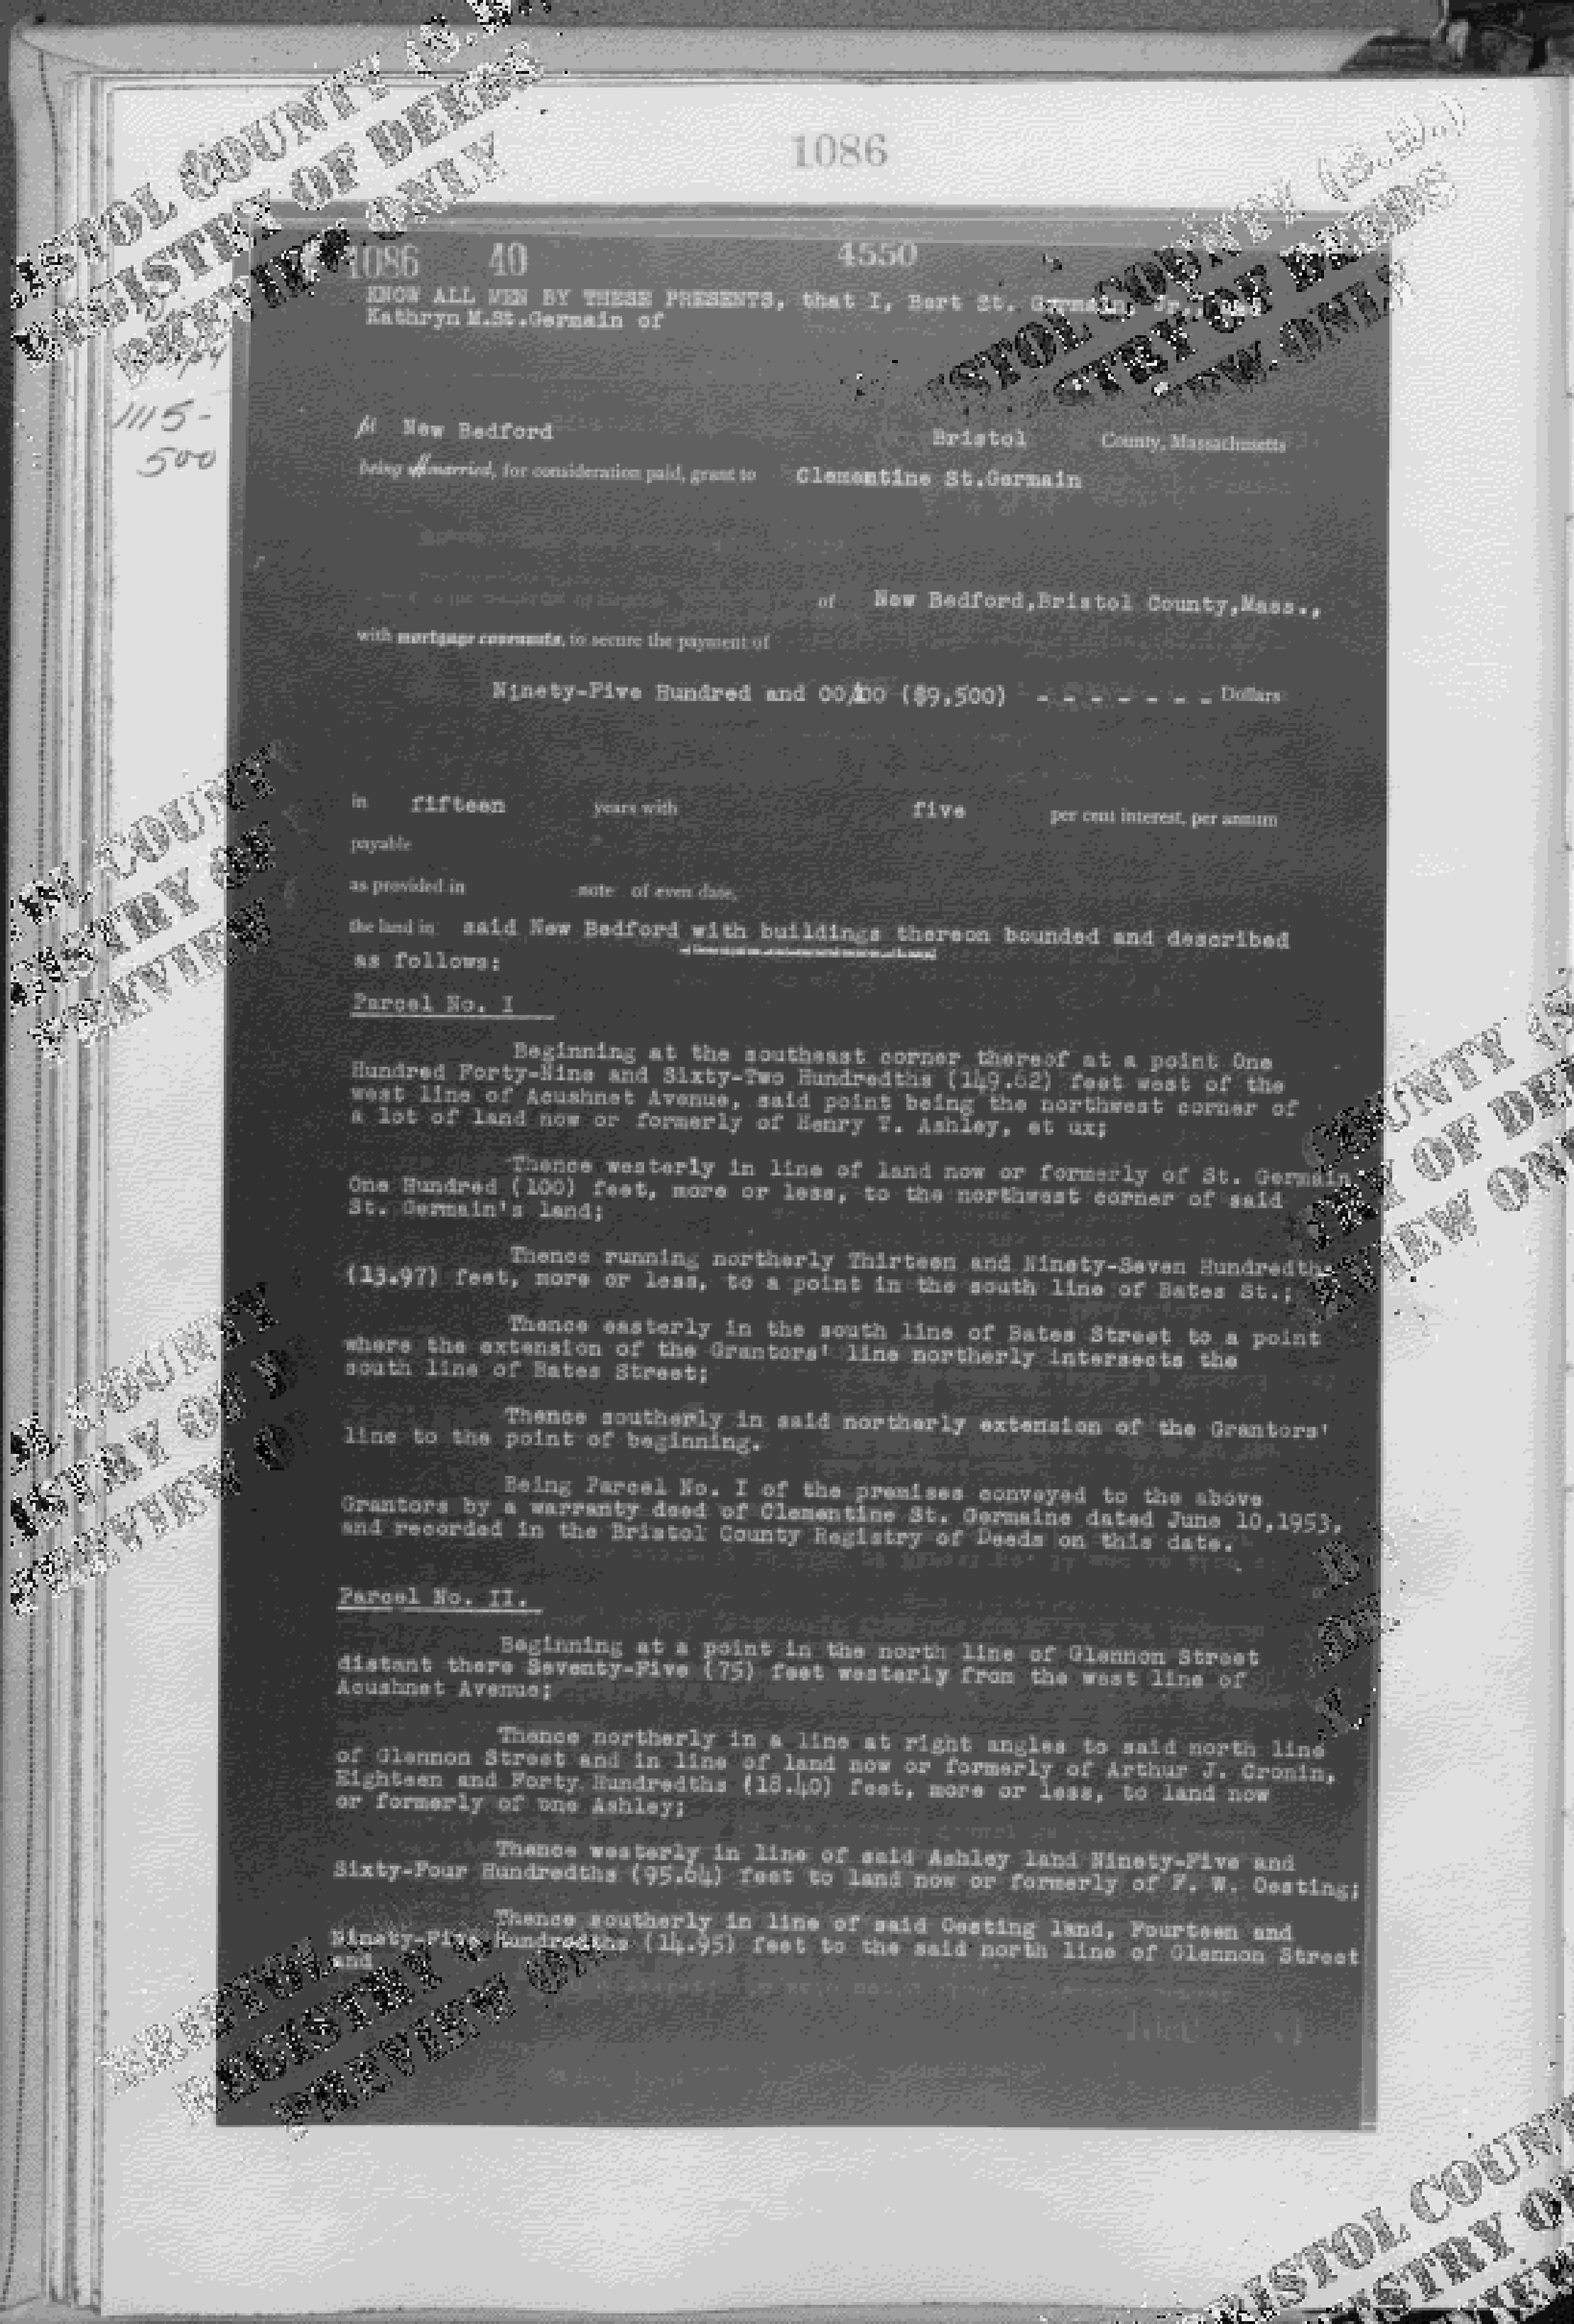 1086
1086 40 4550
KNOW ALL MEN BY THESE PRESENTS, that I, Bert St. Germain, Jr.,
Kathryn M.St.Germain of
1115-
500
New Bedford Bristol County, Massachusetts
being married, for consideration paid, grant to Clementine St.Germain
of New Bedford,Bristol County,Mass.,
with mortgage covenants, to secure the payment of
Ninety-Five Hundred and 00/100 ($9,500) - - - - - - - Dollars
in fifteen years with five per cent interest, per annum
payable
as provided in note of even date,
the land in said New Bedford with buildings thereon bounded and described
as follows:
Parcel No. I
Beginning at the southeast corner thereof at a point One
Hundred Forty-Nine and Sixty-Two Hundredths (149.62) feet west of the
west line of Acushnet Avenue, said point being the northwest corner of
a lot of land now or formerly of Henry T. Ashley, et ux;
Thence westerly in line of land now or formerly of St. Germain
One Hundred (100) feet, more or less, to the northwest corner of said
St. Germain's land;
Thence running northerly Thirteen and Ninety-Seven Hundredths
(13.97) feet, more or less, to a point in the south line of Bates St.;
Thence easterly in the south line of Bates Street to a point
where the extension of the Grantors' line northerly intersects the
south line of Bates Street;
Thence southerly in said northerly extension of the Grantors'
line to the point of beginning.
Being Parcel No. I of the premises conveyed to the above
Grantors by a warranty deed of Clementine St. Germaine dated June 10,1953,
and recorded in the Bristol County Registry of Deeds on this date.
Parcel No. II.
Beginning at a point in the north line of Glennon Street
distant there Seventy-Five (75) feet westerly from the west line of
Acushnet Avenue;
Thence northerly in a line at right angles to said north line
of Glennon Street and in line of land now or formerly of Arthur J. Cronin,
Eighteen and Forty Hundredths (18.40) feet, more or less, to land now
or formerly of one Ashley;
Thence westerly in line of said Ashley land Ninety-Five and
Sixty-Four Hundredths (95.64) feet to land now or formerly of F. W. Oesting;
Thence southerly in line of said Oesting land, Fourteen and
Ninety-Five Hundredths (14.95) feet to the said north line of Glennon Street
and